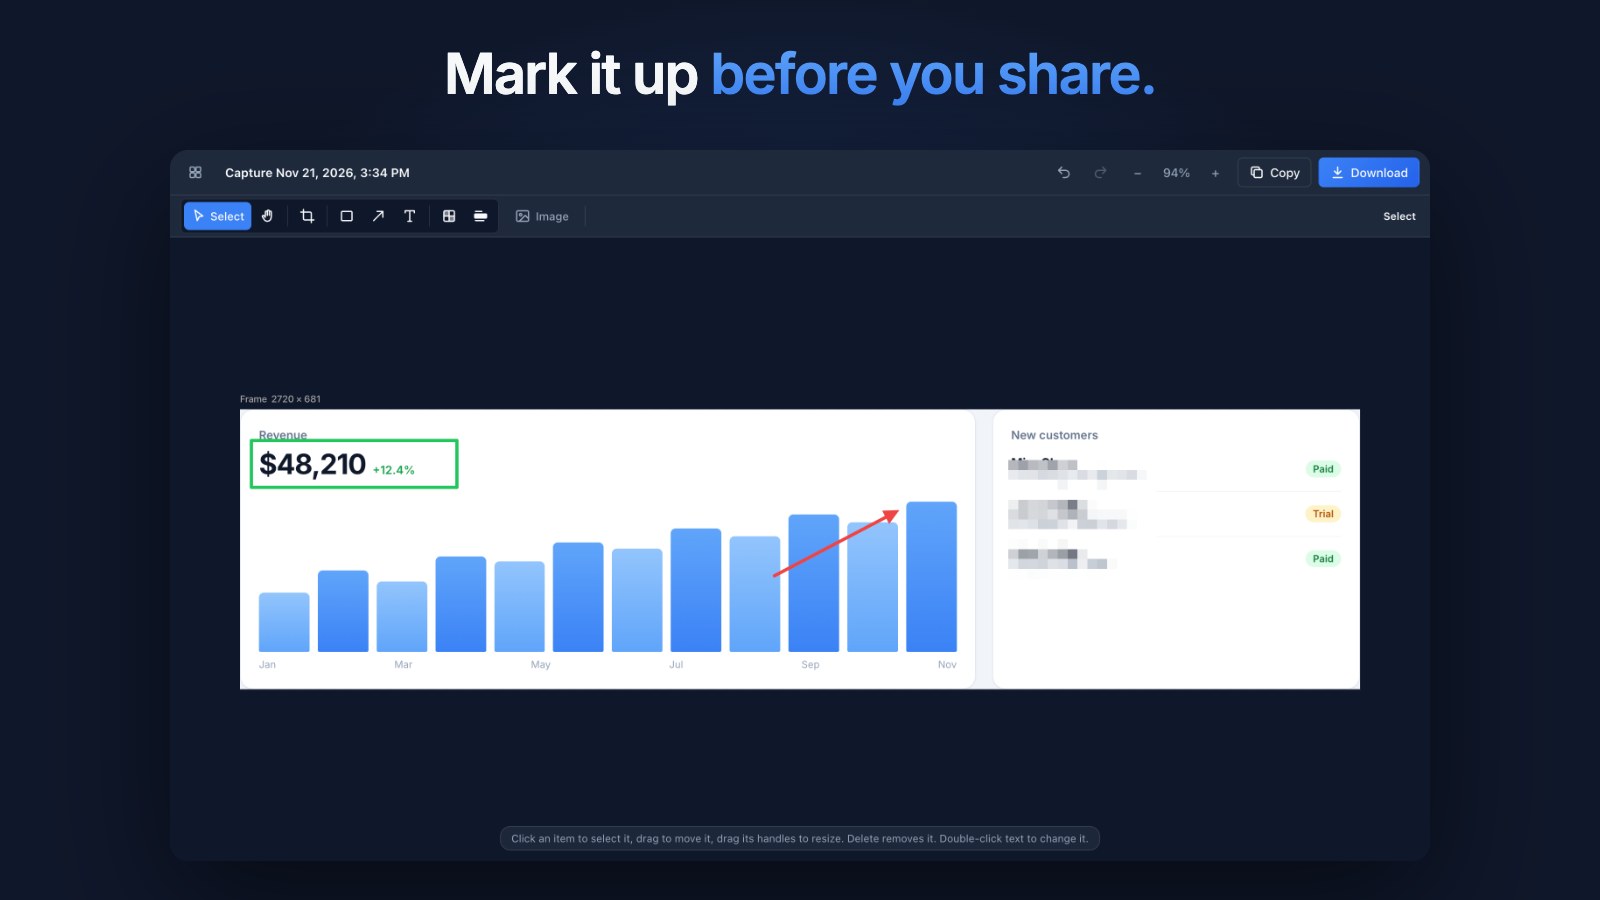 Mark it up before you share.
Capture Nov 21, 2026, 3:34 PM
94%
Copy
Download
Select
Image
Select
Frame 2720 × 681
Revenue
$48,210 +12.4%
Jan Mar May Jul Sep Nov
New customers
Paid
Trial
Paid
Click an item to select it, drag to move it, drag its handles to resize. Delete removes it. Double-click text to change it.